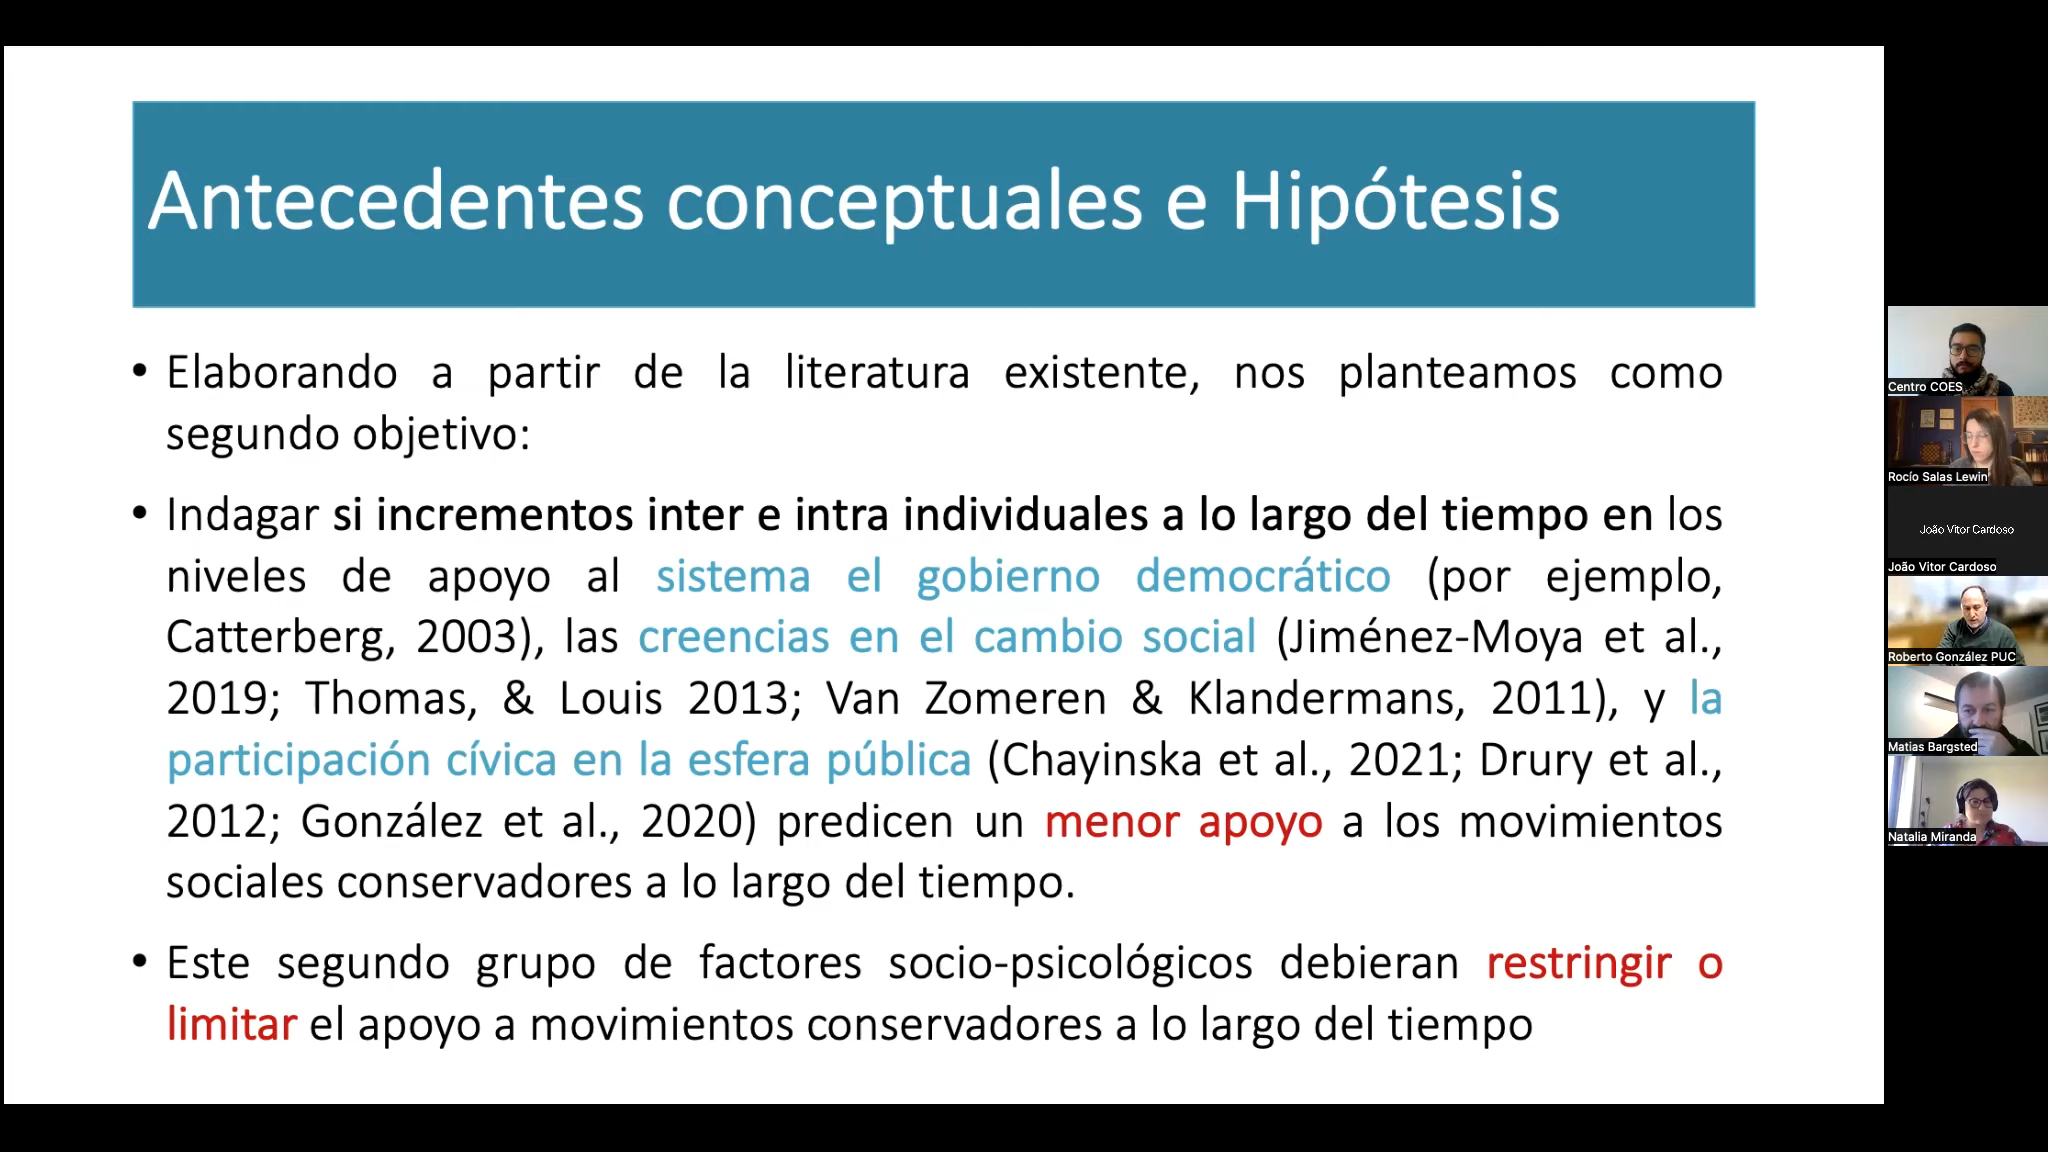 Antecedentes conceptuales e Hipótesis
• Elaborando a partir de la literatura existente, nos planteamos como
segundo objetivo:
• Indagar si incrementos inter e intra individuales a lo largo del tiempo en los
niveles de apoyo al sistema el gobierno democrático (por ejemplo,
Catterberg, 2003), las creencias en el cambio social (Jiménez-Moya et al.,
2019; Thomas, & Louis 2013; Van Zomeren & Klandermans, 2011), y la
participación cívica en la esfera pública (Chayinska et al., 2021; Drury et al.,
2012; González et al., 2020) predicen un menor apoyo a los movimientos
sociales conservadores a lo largo del tiempo.
• Este segundo grupo de factores socio-psicológicos debieran restringir o
limitar el apoyo a movimientos conservadores a lo largo del tiempo
Centro COES
Rocío Salas Lewin
João Vitor Cardoso
João Vitor Cardoso
Roberto González PUC
Matias Bargsted
Natalia Miranda